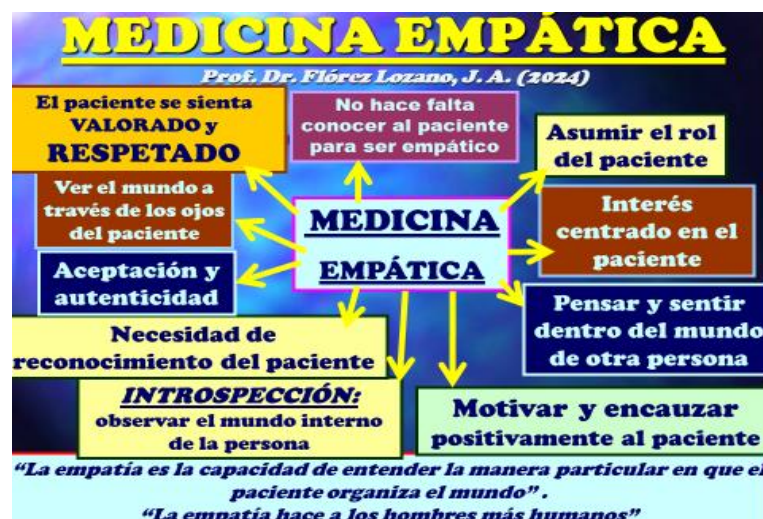 MEDICINA EMPÁTICA
Prof. Dr. Flórez Lozano, J. A. (2024)
El paciente se sienta
VALORADO y
RESPETADO
No hace falta
conocer al paciente
para ser empático
Asumir el rol
del paciente
Ver el mundo a
través de los ojos
del paciente
MEDICINA
EMPÁTICA
Interés
centrado en el
paciente
Aceptación y
autenticidad
Pensar y sentir
dentro del mundo
de otra persona
Necesidad de
reconocimiento del paciente
INTROSPECCIÓN:
observar el mundo interno
de la persona
Motivar y encauzar
positivamente al paciente
“La empatía es la capacidad de entender la manera particular en que el
paciente organiza el mundo” .
“La empatía hace a los hombres más humanos”